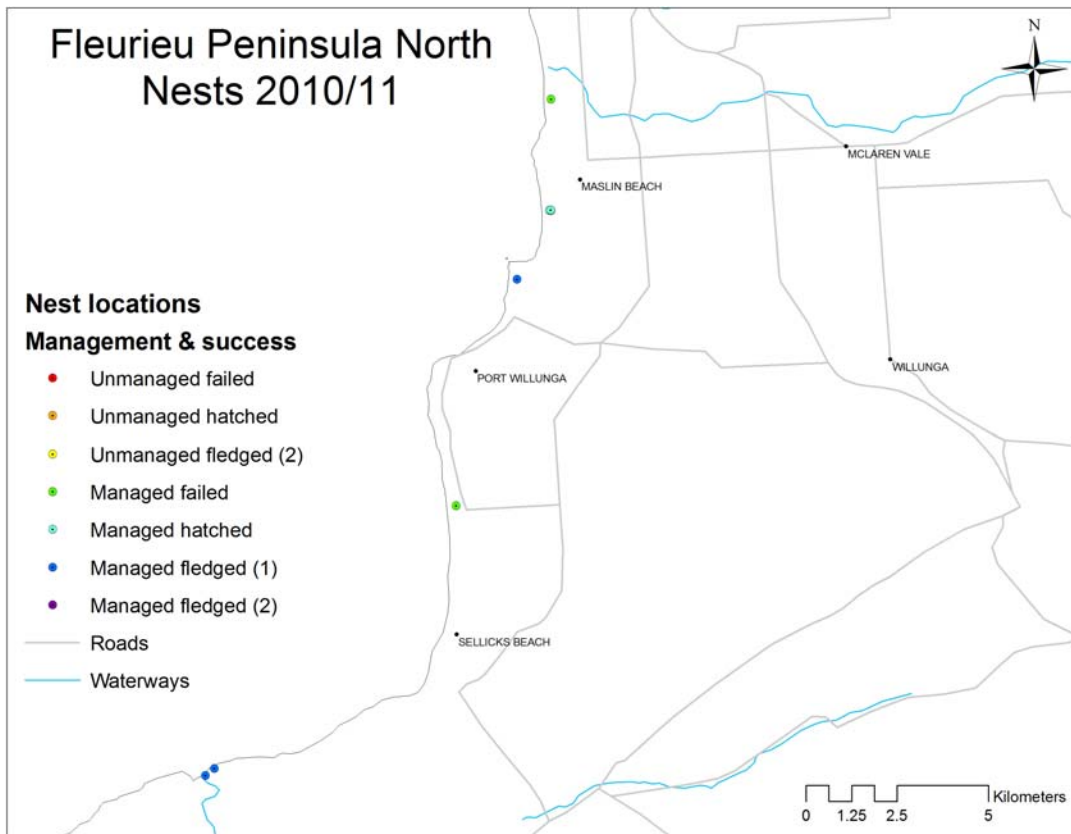 Fleurieu Peninsula North
Nests 2010/11
N
MCLAREN VALE
MASLIN BEACH
Nest locations
Management & success
Unmanaged failed
Unmanaged hatched
Unmanaged fledged (2)
Managed failed
Managed hatched
Managed fledged (1)
Managed fledged (2)
Roads
Waterways
WILLUNGA
PORT WILLUNGA
SELLICKS BEACH
Kilometers
0 1.25 2.5 5